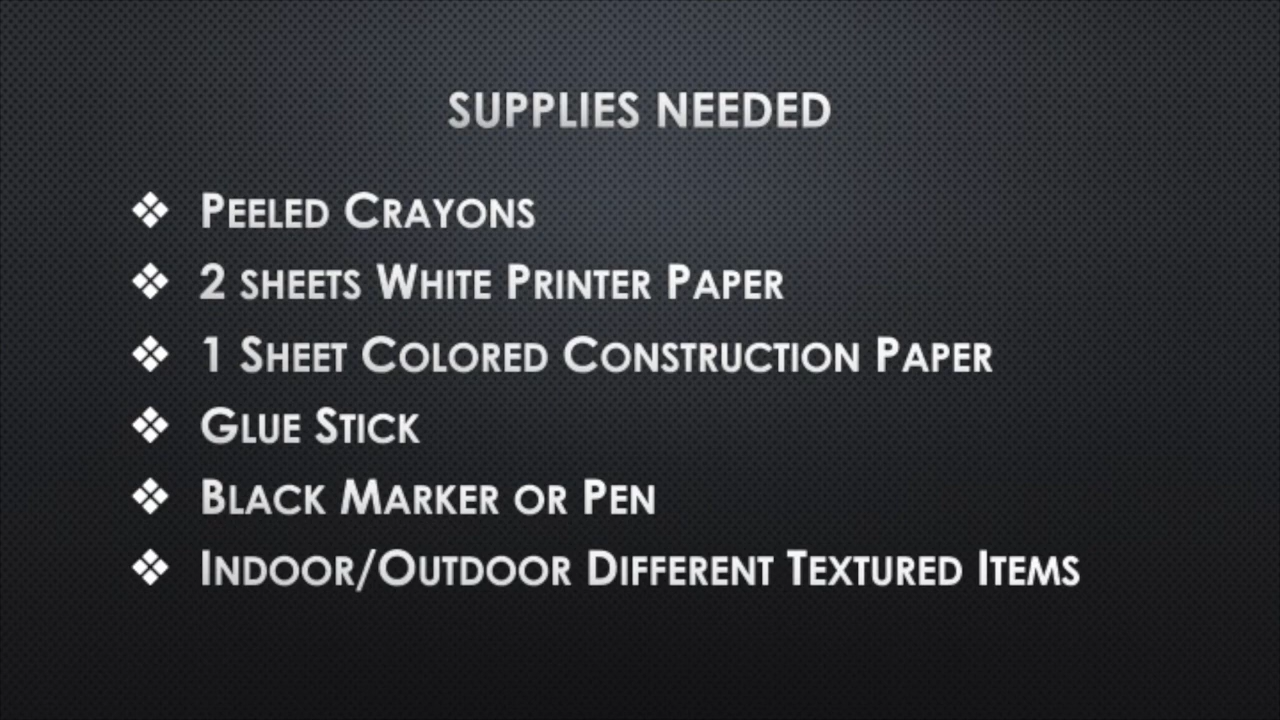 SUPPLIES NEEDED
❖ PEELED CRAYONS
❖ 2 SHEETS WHITE PRINTER PAPER
❖ 1 SHEET COLORED CONSTRUCTION PAPER
❖ GLUE STICK
❖ BLACK MARKER OR PEN
❖ INDOOR/OUTDOOR DIFFERENT TEXTURED ITEMS